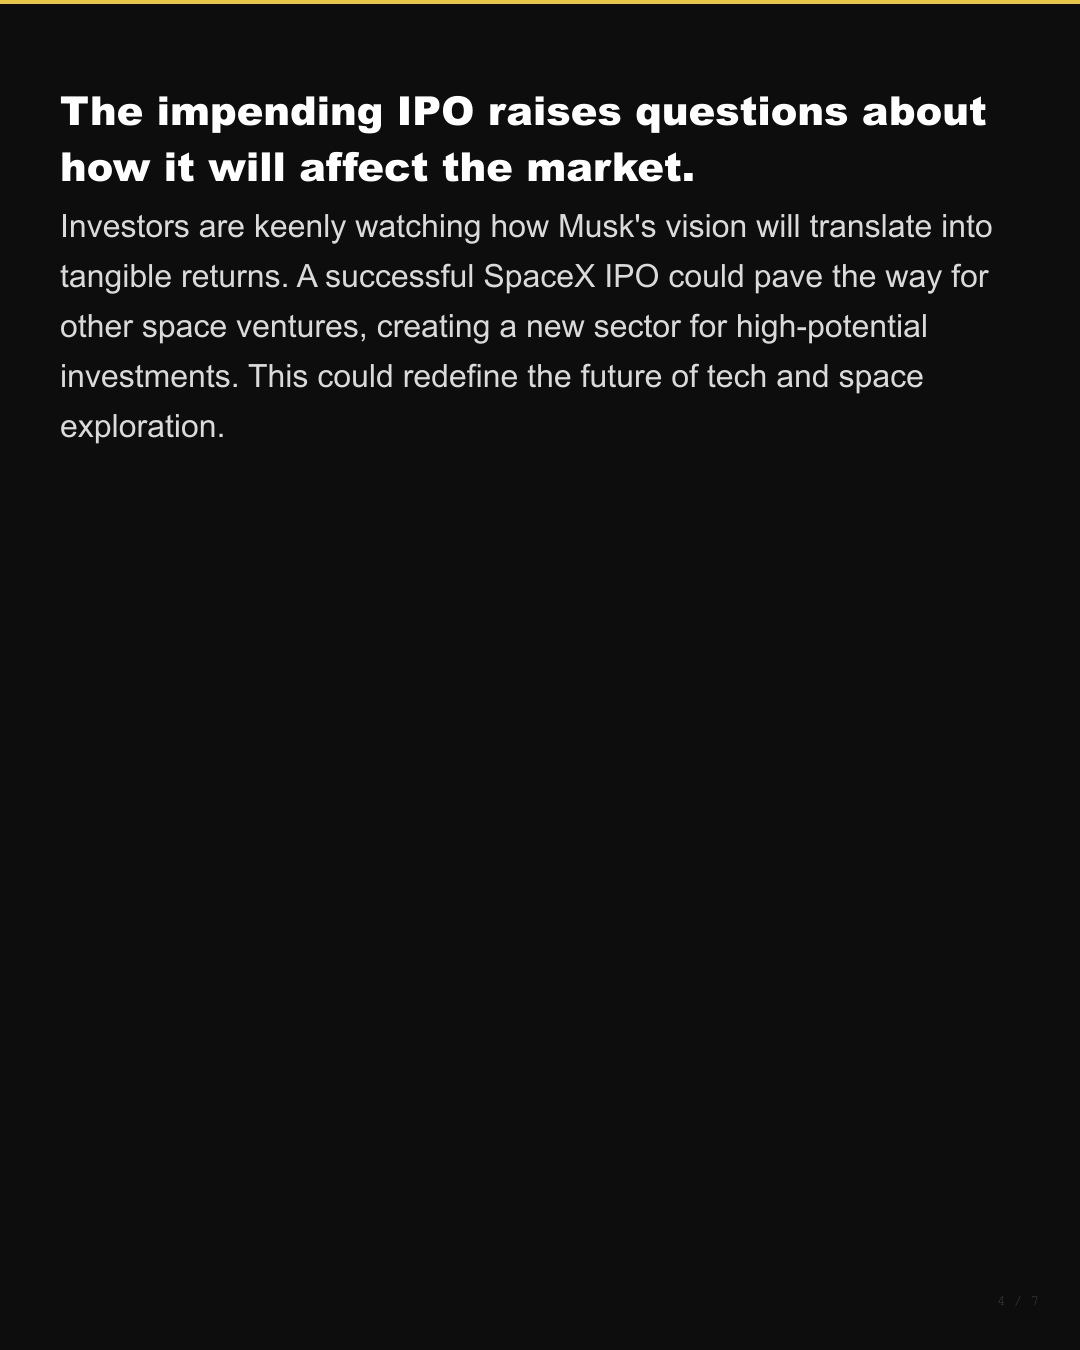 The impending IPO raises questions about
how it will affect the market.
Investors are keenly watching how Musk's vision will translate into
tangible returns. A successful SpaceX IPO could pave the way for
other space ventures, creating a new sector for high-potential
investments. This could redefine the future of tech and space
exploration.
4 / 7